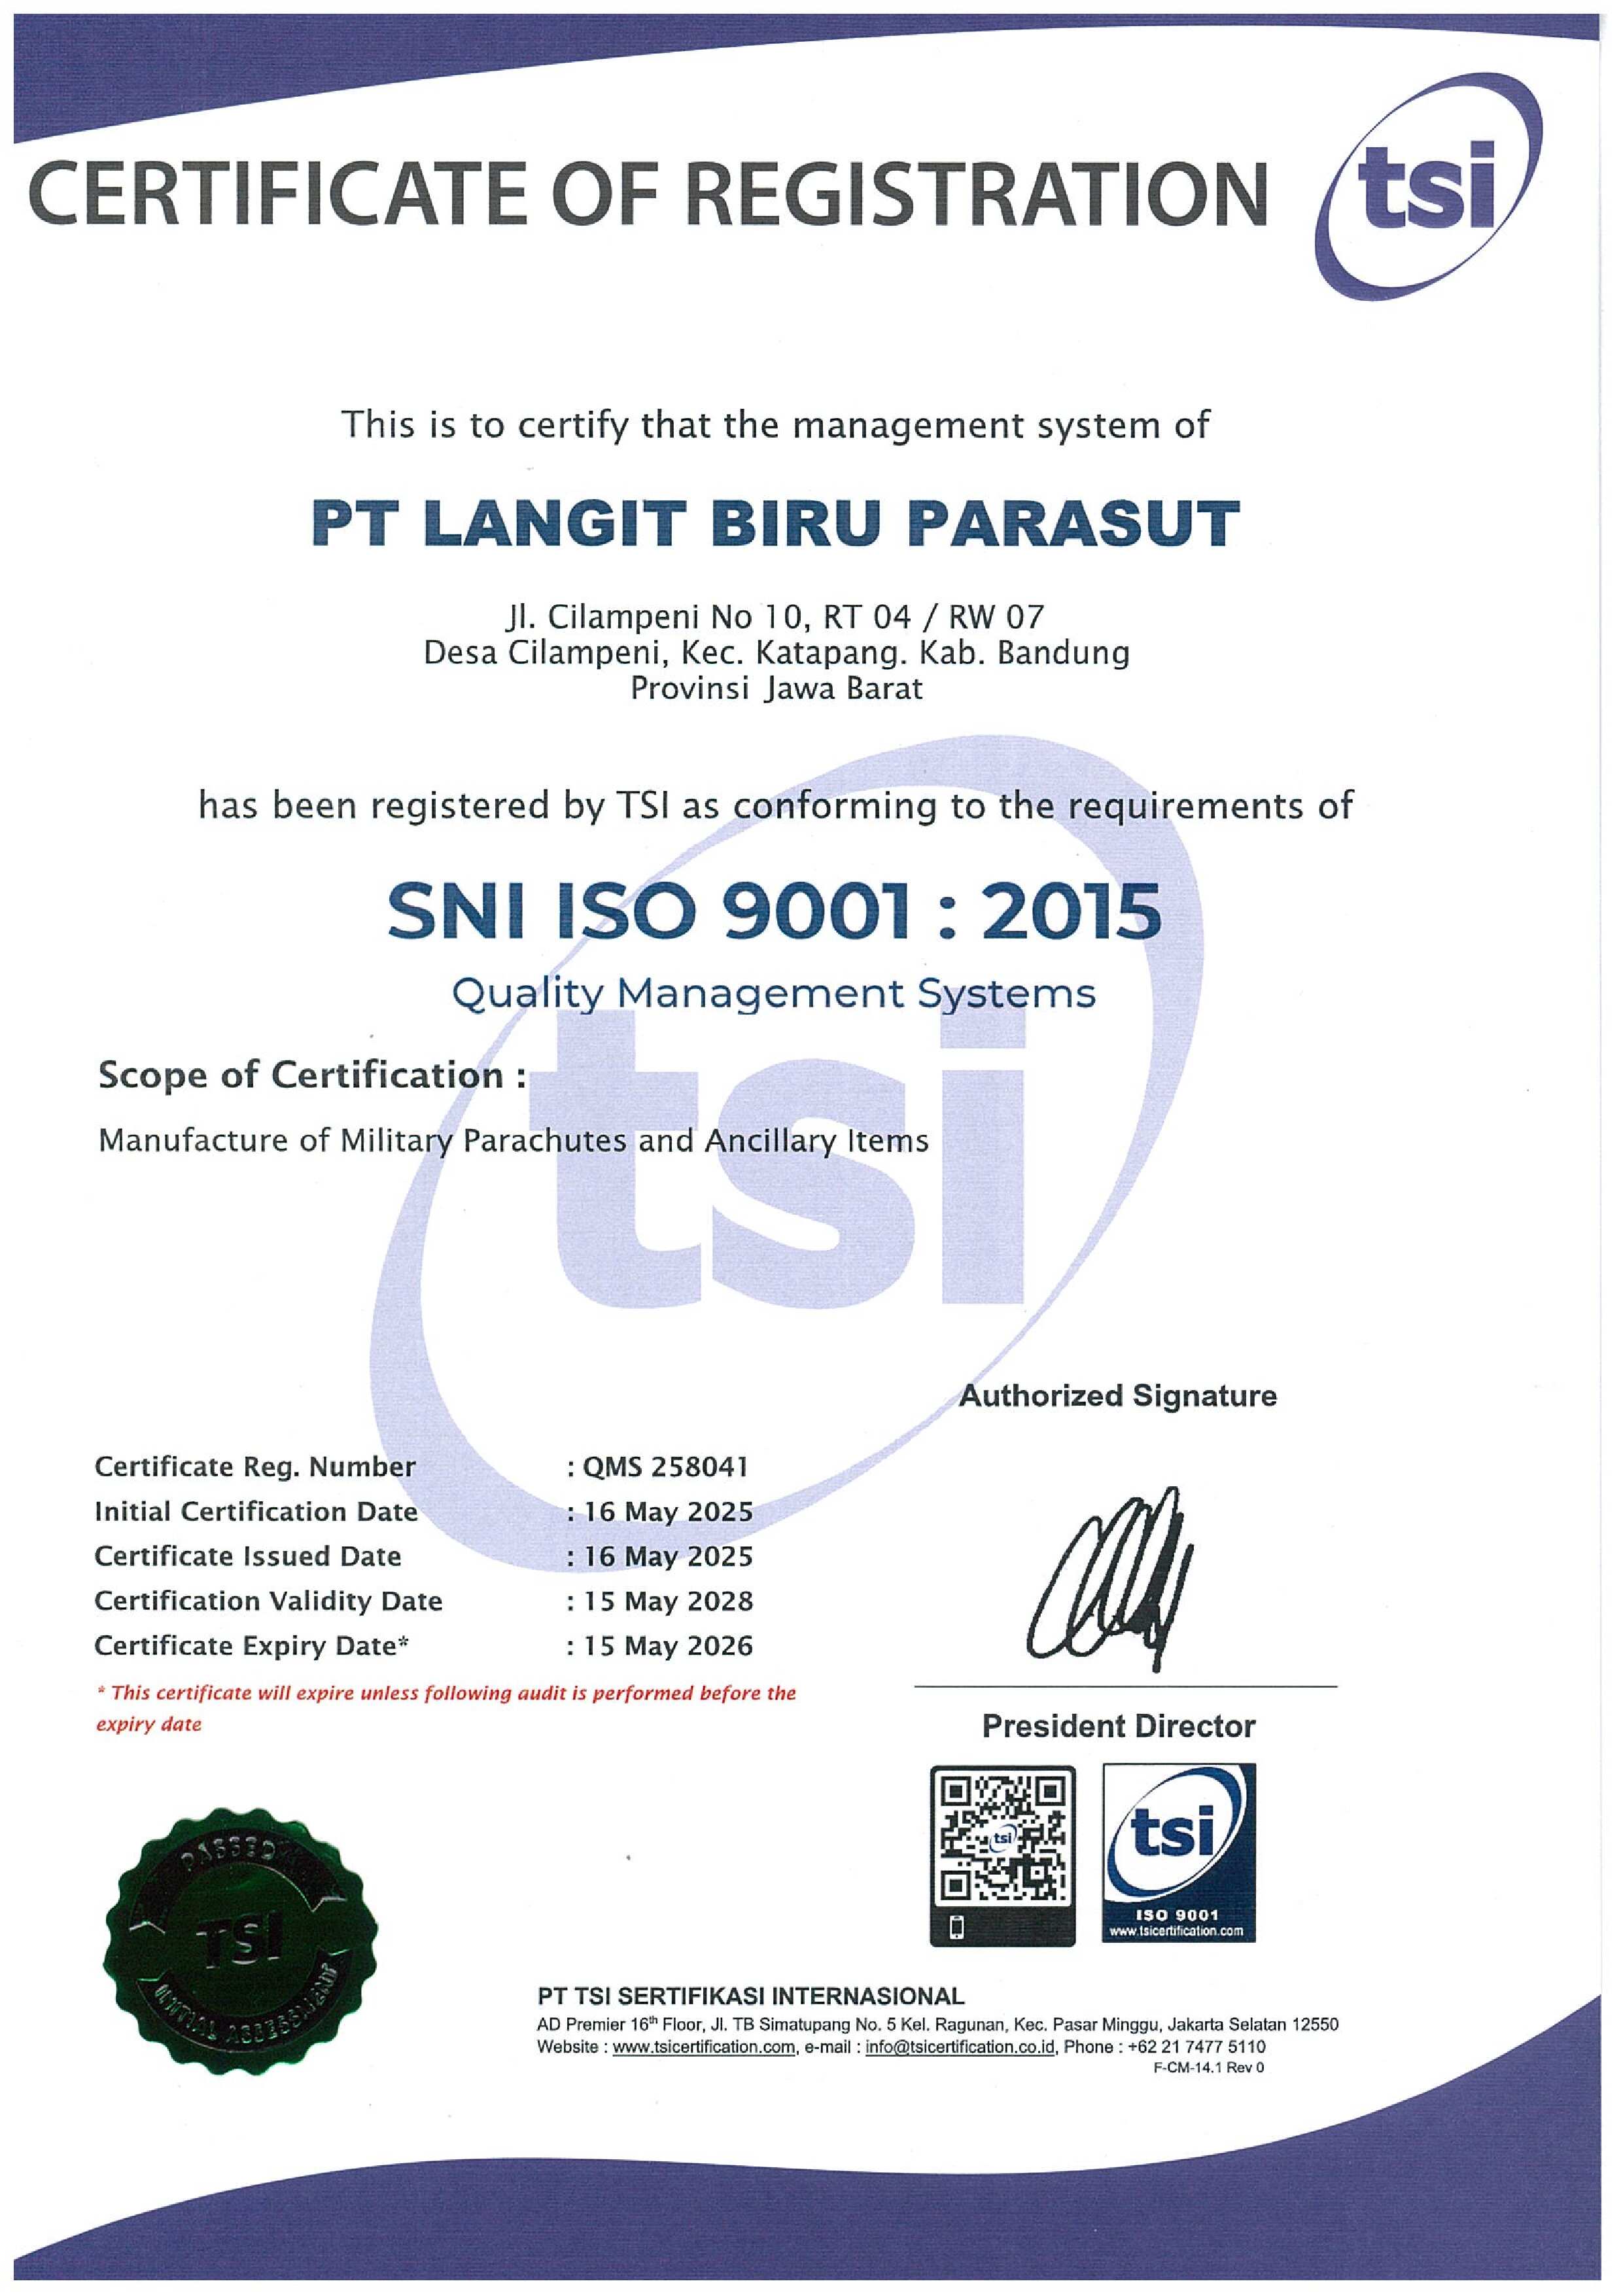 CERTIFICATE OF REGISTRATION
tsi
This is to certify that the management system of
PT LANGIT BIRU PARASUT
Jl. Cilampeni No 10, RT 04 / RW 07
Desa Cilampeni, Kec. Katapang. Kab. Bandung
Provinsi Jawa Barat
has been registered by TSI as conforming to the requirements of
SNI ISO 9001 : 2015
Quality Management Systems
tsi
Scope of Certification :
Manufacture of Military Parachutes and Ancillary Items
Authorized Signature
Certificate Reg. Number : QMS 258041
Initial Certification Date : 16 May 2025
Certificate Issued Date : 16 May 2025
Certification Validity Date : 15 May 2028
Certificate Expiry Date* : 15 May 2026
* This certificate will expire unless following audit is performed before the
expiry date
President Director
tsi
tsi
ISO 9001
www.tsicertification.com
PASSED
TSI
INITIAL ASSESSMENT
PT TSI SERTIFIKASI INTERNASIONAL
AD Premier 16th Floor, Jl. TB Simatupang No. 5 Kel. Ragunan, Kec. Pasar Minggu, Jakarta Selatan 12550
Website : www.tsicertification.com, e-mail : info@tsicertification.co.id, Phone : +62 21 7477 5110
F-CM-14.1 Rev 0